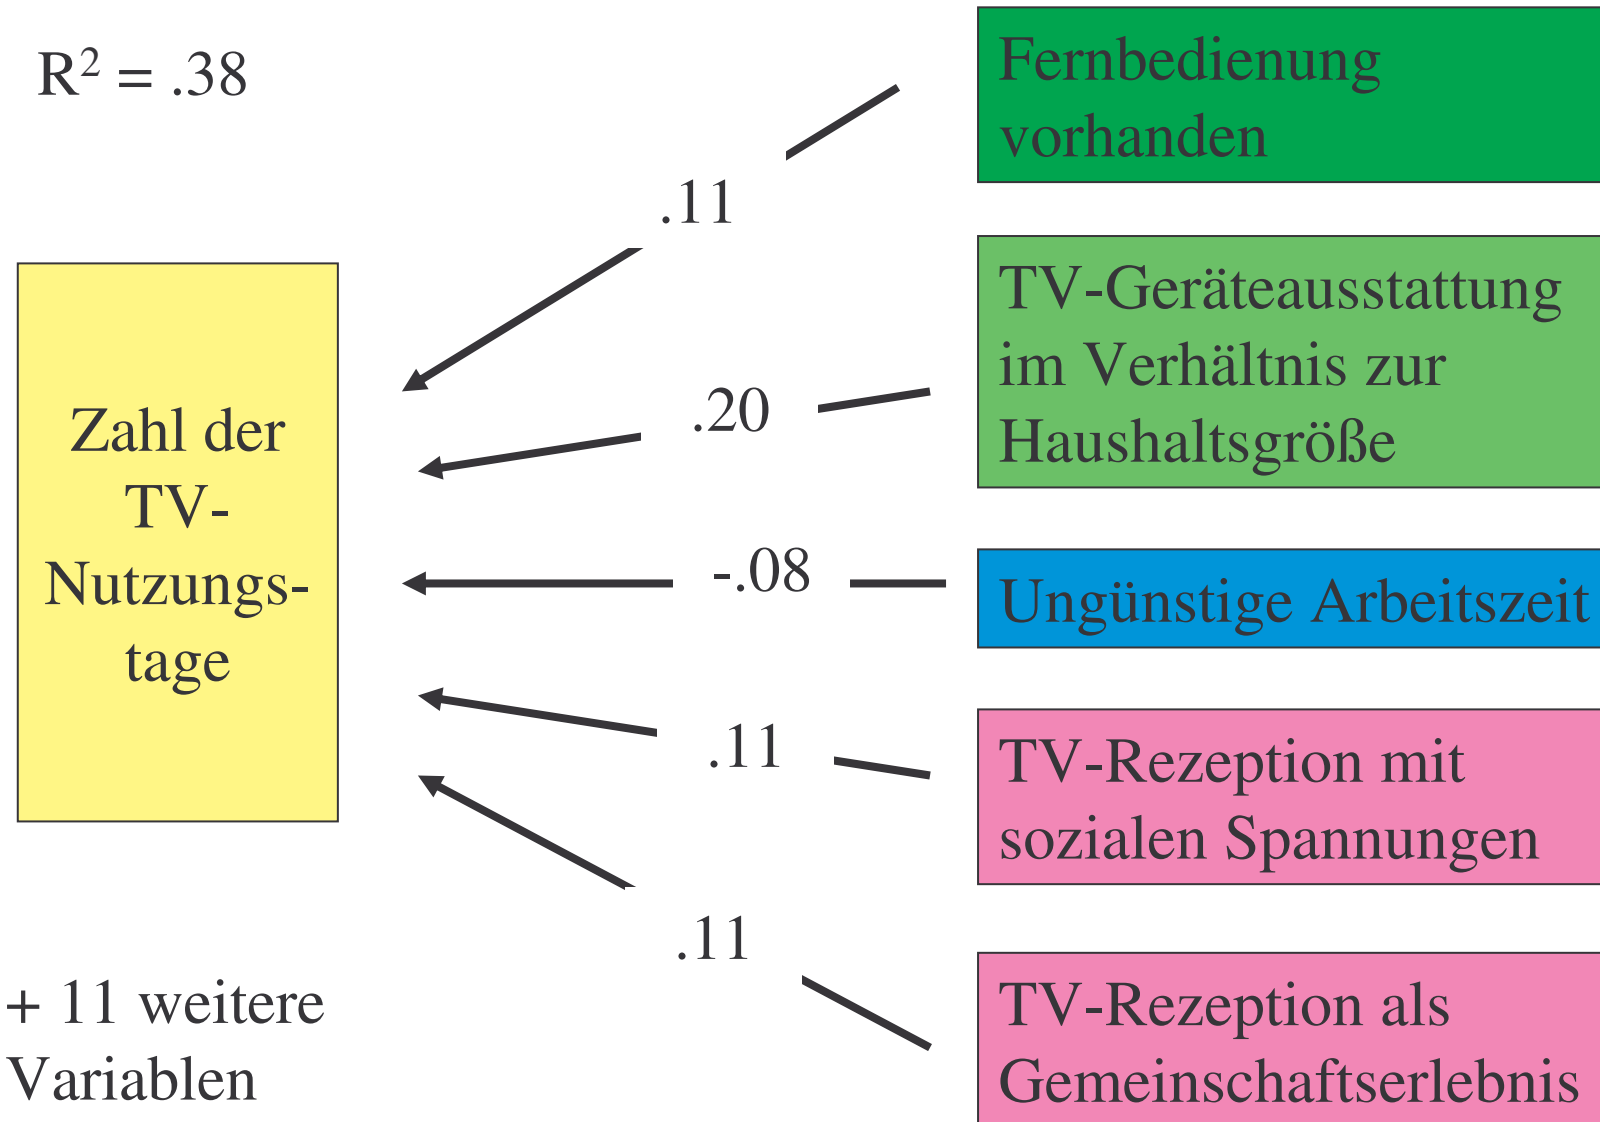 R² = .38
Fernbedienung
vorhanden
.11
TV-Geräteausstattung
im Verhältnis zur
Haushaltsgröße
.20
Zahl der
TV-
Nutzungs-
tage
-.08
Ungünstige Arbeitszeit
.11
TV-Rezeption mit
sozialen Spannungen
.11
TV-Rezeption als
Gemeinschaftserlebnis
+ 11 weitere
Variablen